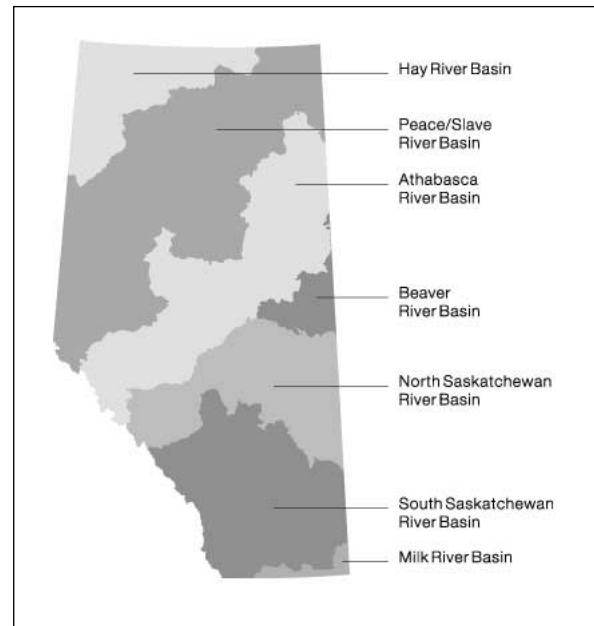 Hay River Basin
Peace/Slave
River Basin
Athabasca
River Basin
Beaver
River Basin
North Saskatchewan
River Basin
South Saskatchewan
River Basin
Milk River Basin